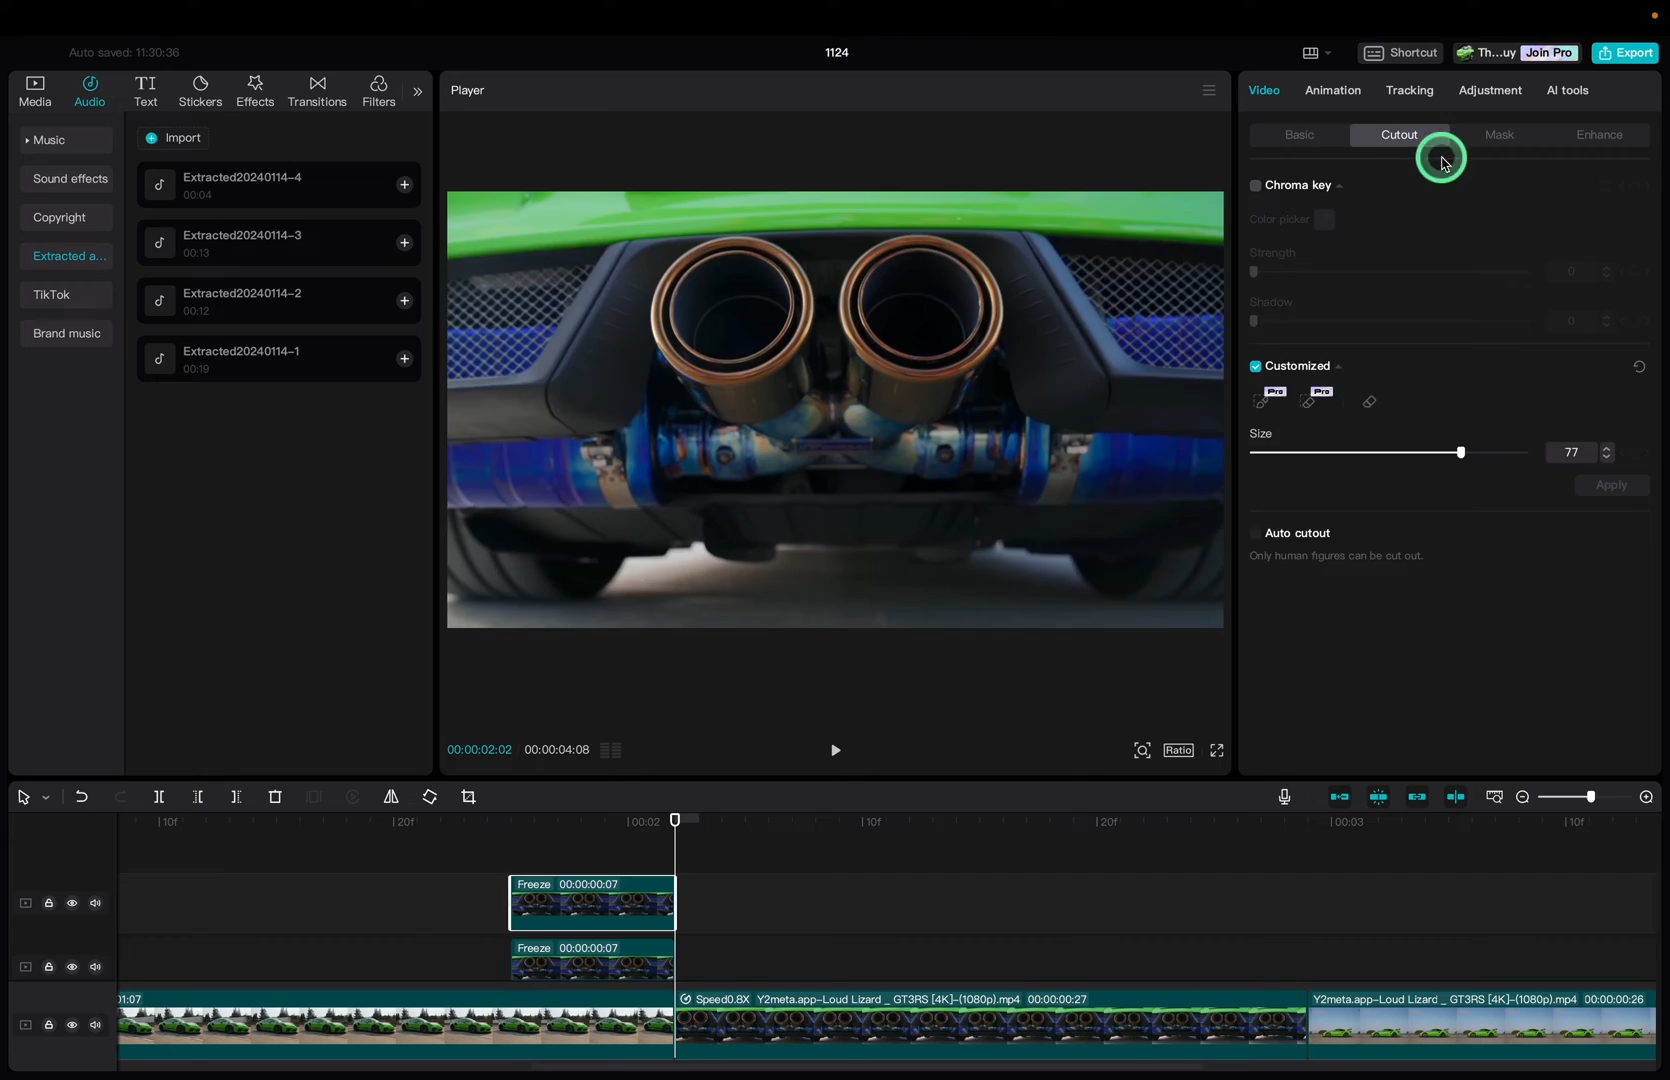 Auto saved: 11:30:36
1124
Shortcut
Th...uy
Join Pro
Export
Media
Audio
TI
Text
Stickers
Effects
Transitions
Filters
Player
Video
Animation
Tracking
Adjustment
AI tools
Music
Sound effects
Copyright
Extracted a...
TikTok
Brand music
Import
Extracted20240114-4
00:04
Extracted20240114-3
00:13
Extracted20240114-2
00:12
Extracted20240114-1
00:19
Basic
Cutout
Mask
Enhance
Chroma key
Color picker
Strength
0
Shadow
0
Customized
Pro
Pro
Size
77
Apply
Auto cutout
Only human figures can be cut out.
00:00:02:02
00:00:04:08
Ratio
10f
20f
00:02
10f
20f
00:03
10f
Freeze 00:00:00:07
Freeze 00:00:00:07
01:07
Speed0.8X Y2meta.app-Loud Lizard _ GT3RS [4K]-(1080p).mp4 00:00:00:27
Y2meta.app-Loud Lizard _ GT3RS [4K]-(1080p).mp4 00:00:00:26